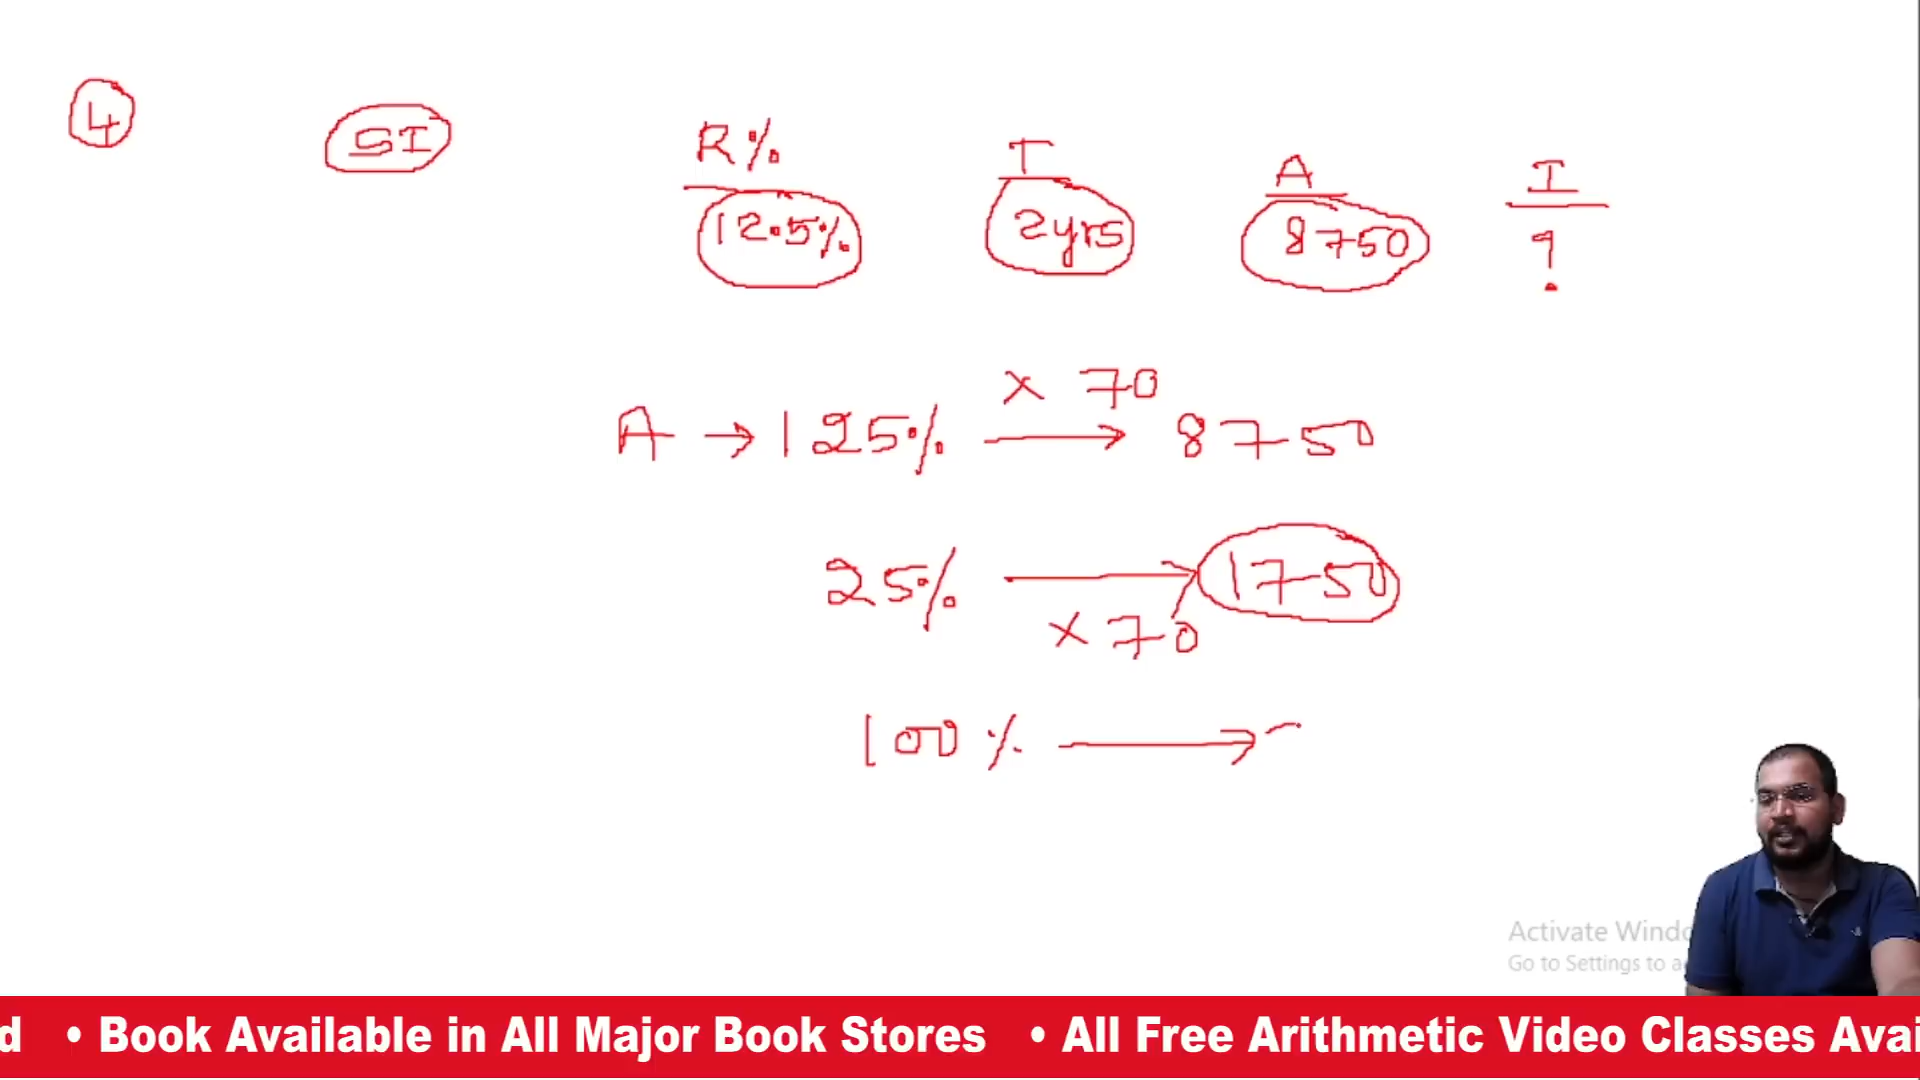 4 SI R% T A I
12.5% 2yrs 8750 ?
× 70
A → 125% → 8750
25% → 1750
× 70
100% →
Activate Windo
Go to Settings to a
d • Book Available in All Major Book Stores • All Free Arithmetic Video Classes Avai